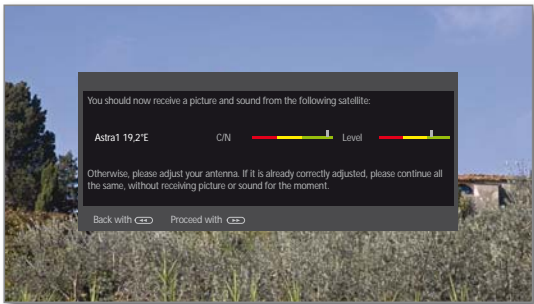 You should now receive a picture and sound from the following satellite:
Astra1 19,2°E C/N Level
Otherwise, please adjust your antenna. If it is already correctly adjusted, please continue all
the same, without receiving picture or sound for the moment.
Back with Proceed with